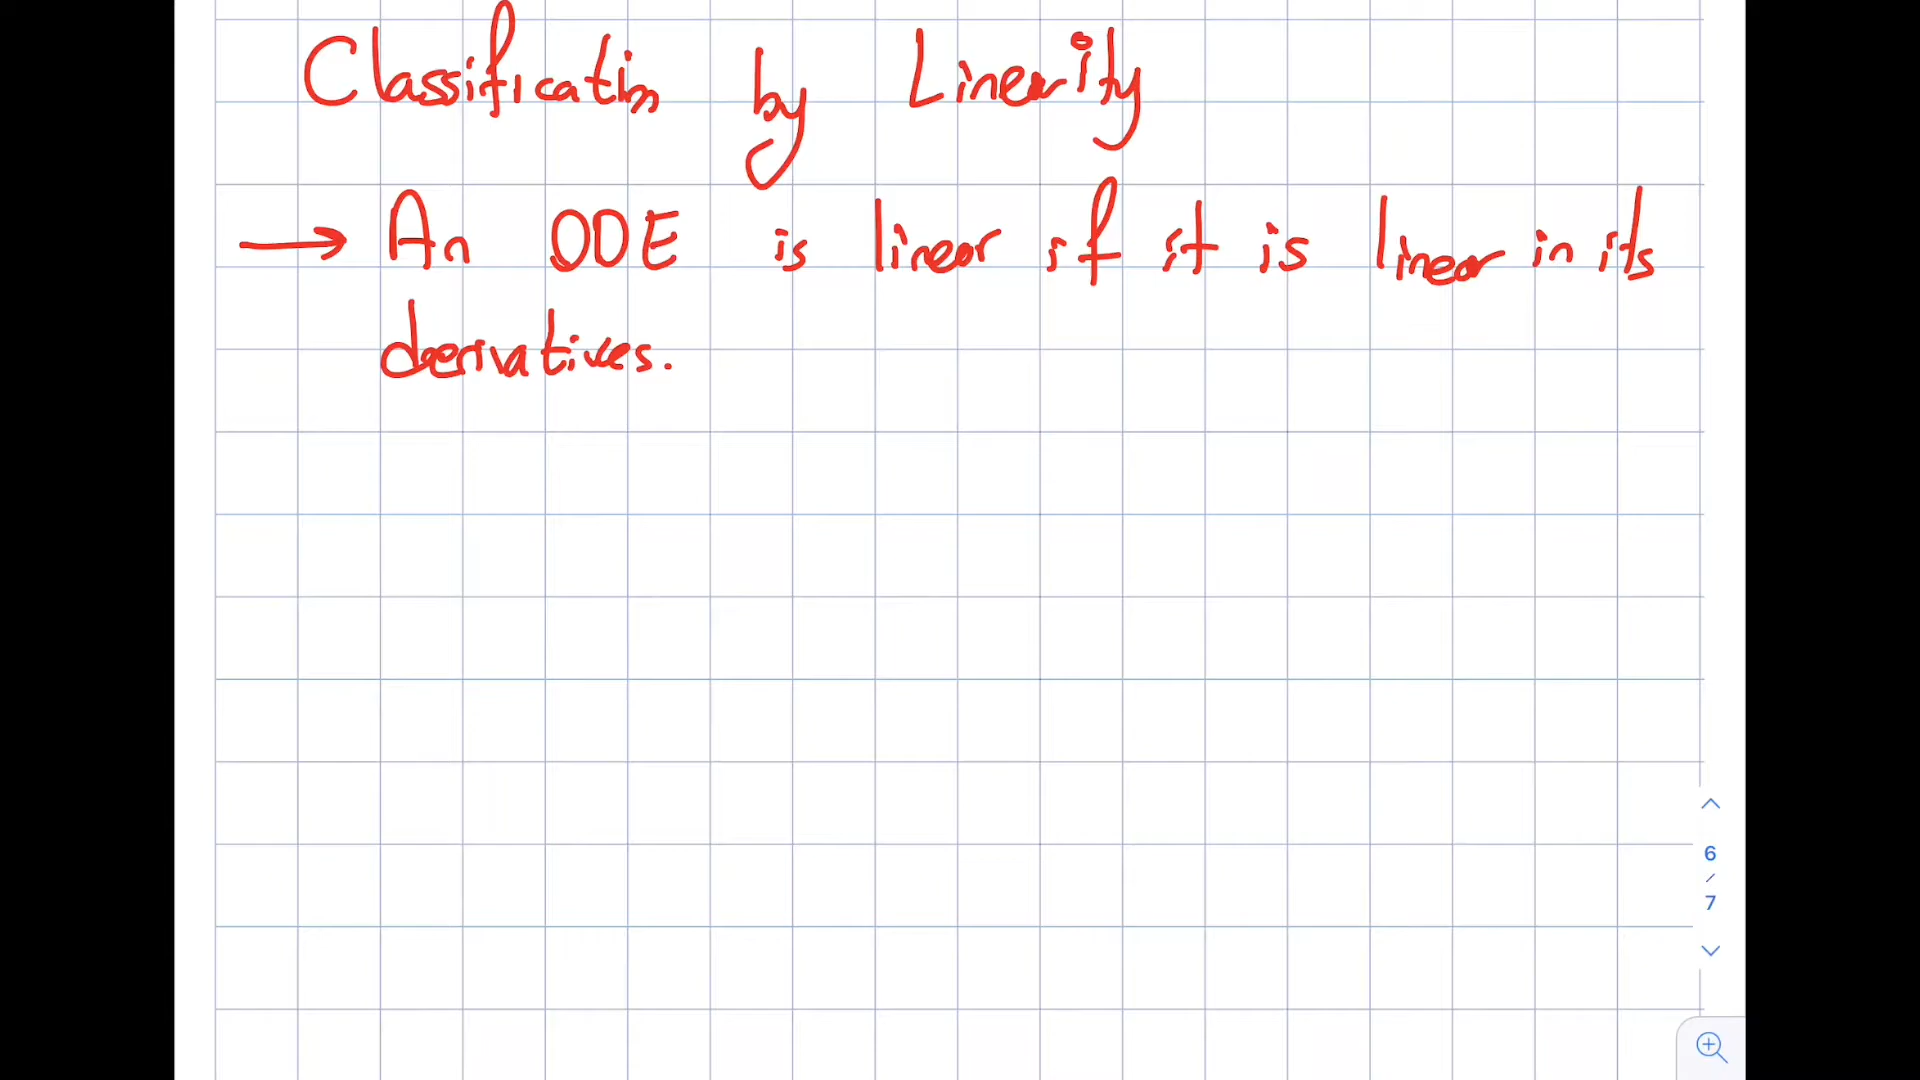 Classification by Linearity
→ An ODE is linear if it is linear in its
derivatives.
6
/
7